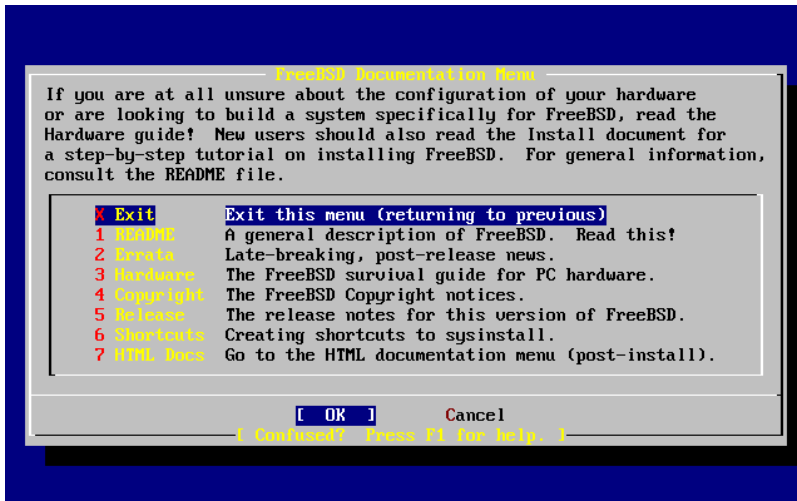 FreeBSD Documentation Menu
If you are at all unsure about the configuration of your hardware
or are looking to build a system specifically for FreeBSD, read the
Hardware guide!  New users should also read the Install document for
a step-by-step tutorial on installing FreeBSD.  For general information,
consult the README file.
X Exit Exit this menu (returning to previous)
1 README A general description of FreeBSD.  Read this!
2 Errata Late-breaking, post-release news.
3 Hardware The FreeBSD survival guide for PC hardware.
4 Copyright The FreeBSD Copyright notices.
5 Release The release notes for this version of FreeBSD.
6 Shortcuts Creating shortcuts to sysinstall.
7 HTML Docs Go to the HTML documentation menu (post-install).
[ OK ] Cancel
[ Confused?  Press F1 for help. ]